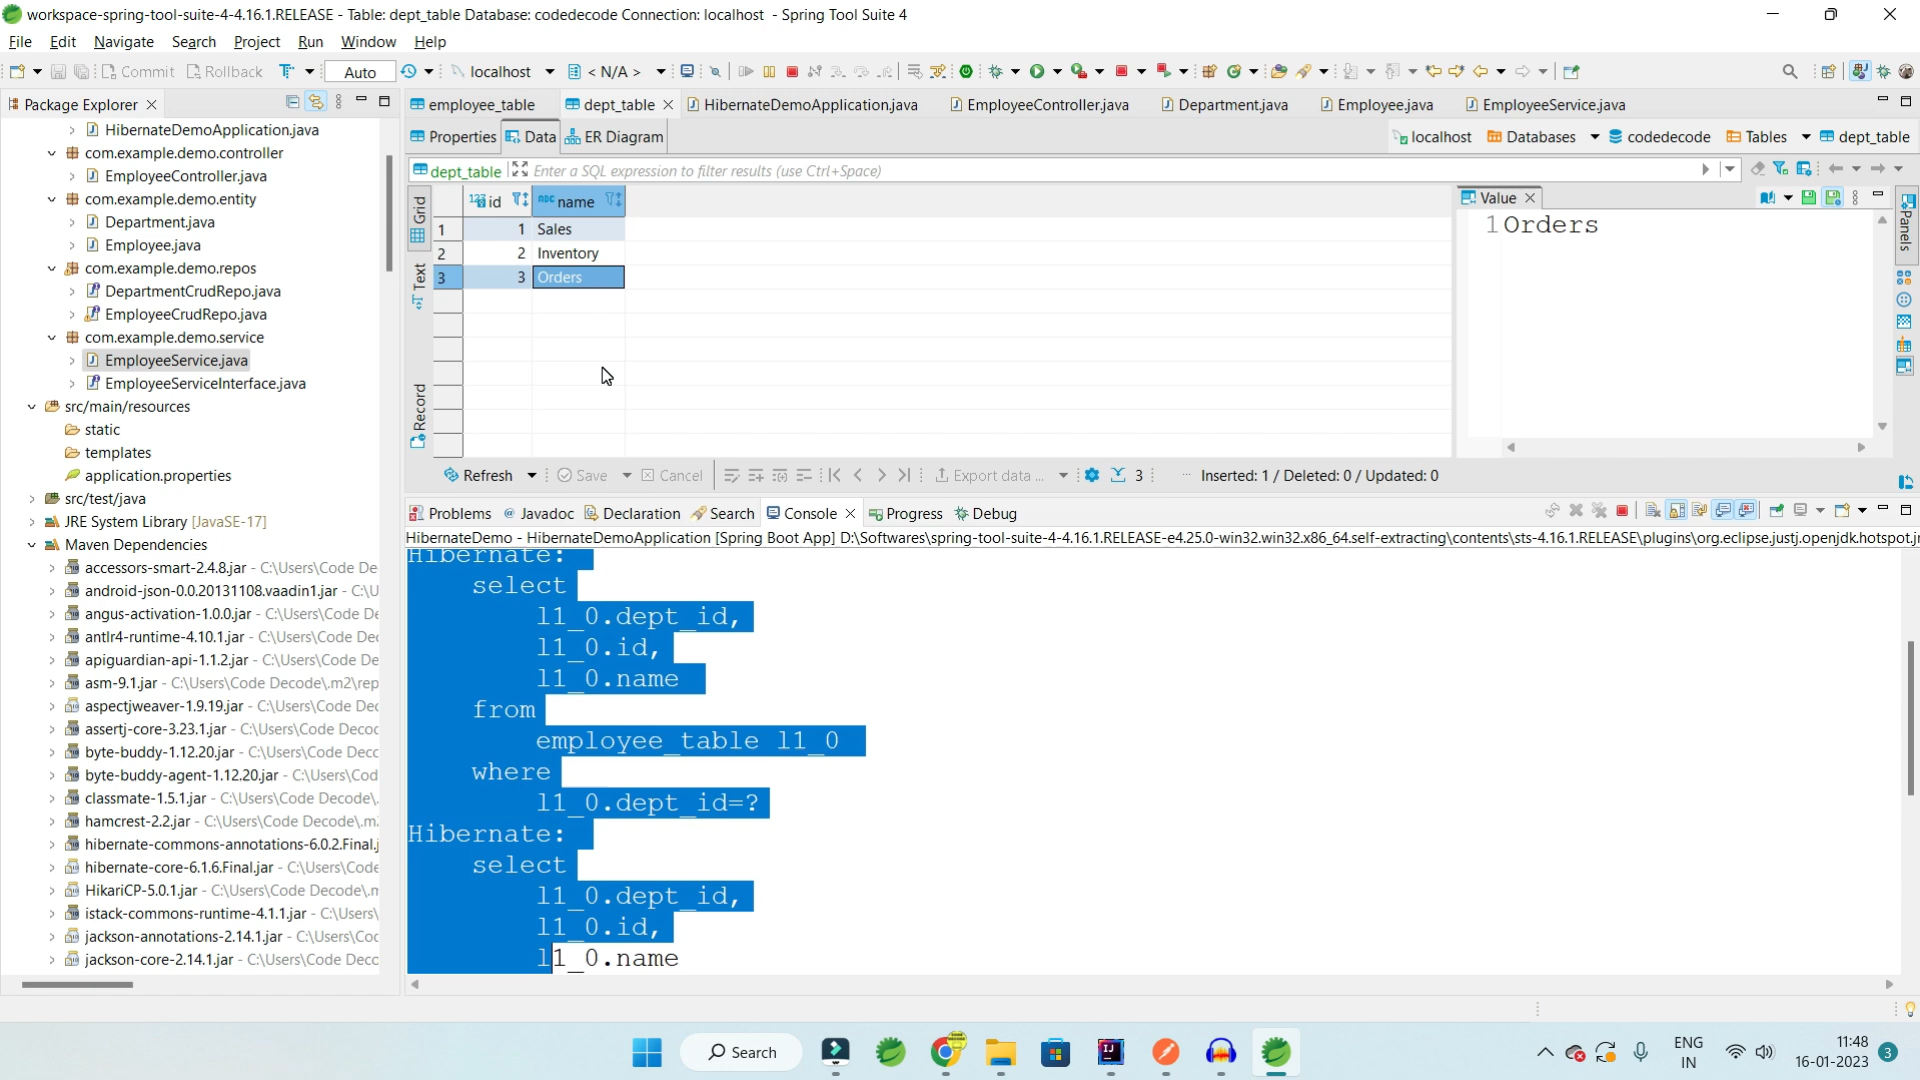 workspace-spring-tool-suite-4-4.16.1.RELEASE - Table: dept_table Database: codedecode Connection: localhost - Spring Tool Suite 4
File Edit Navigate Search Project Run Window Help
Commit Rollback Auto localhost < N/A >
Package Explorer
HibernateDemoApplication.java
com.example.demo.controller
EmployeeController.java
com.example.demo.entity
Department.java
Employee.java
com.example.demo.repos
DepartmentCrudRepo.java
EmployeeCrudRepo.java
com.example.demo.service
EmployeeService.java
EmployeeServiceInterface.java
src/main/resources
static
templates
application.properties
src/test/java
JRE System Library [JavaSE-17]
Maven Dependencies
accessors-smart-2.4.8.jar - C:\Users\Code De
android-json-0.0.20131108.vaadin1.jar - C:\U
angus-activation-1.0.0.jar - C:\Users\Code De
antlr4-runtime-4.10.1.jar - C:\Users\Code Dec
apiguardian-api-1.1.2.jar - C:\Users\Code De
asm-9.1.jar - C:\Users\Code Decode\.m2\rep
aspectjweaver-1.9.19.jar - C:\Users\Code Dec
assertj-core-3.23.1.jar - C:\Users\Code Decoc
byte-buddy-1.12.20.jar - C:\Users\Code Decc
byte-buddy-agent-1.12.20.jar - C:\Users\Cod
classmate-1.5.1.jar - C:\Users\Code Decode\.
hamcrest-2.2.jar - C:\Users\Code Decode\.m.
hibernate-commons-annotations-6.0.2.Final.j
hibernate-core-6.1.6.Final.jar - C:\Users\Code
HikariCP-5.0.1.jar - C:\Users\Code Decode\.n
istack-commons-runtime-4.1.1.jar - C:\Users\
jackson-annotations-2.14.1.jar - C:\Users\Coc
jackson-core-2.14.1.jar - C:\Users\Code Decc
employee_table dept_table HibernateDemoApplication.java EmployeeController.java Department.java Employee.java EmployeeService.java
Properties Data ER Diagram localhost Databases codedecode Tables dept_table
dept_table Enter a SQL expression to filter results (use Ctrl+Space)
Grid
Text
Record
123 id ABC name
1 1 Sales
2 2 Inventory
3 3 Orders
Value
1 Orders
Panels
Refresh Save Cancel Export data ... 3 ... Inserted: 1 / Deleted: 0 / Updated: 0
Problems Javadoc Declaration Search Console Progress Debug
HibernateDemo - HibernateDemoApplication [Spring Boot App] D:\Softwares\spring-tool-suite-4-4.16.1.RELEASE-e4.25.0-win32.win32.x86_64.self-extracting\contents\sts-4.16.1.RELEASE\plugins\org.eclipse.justj.openjdk.hotspot.jr
Hibernate:
select
l1_0.dept_id,
l1_0.id,
l1_0.name
from
employee_table l1_0
where
l1_0.dept_id=?
Hibernate:
select
l1_0.dept_id,
l1_0.id,
l1_0.name
Search
ENG
IN
11:48
16-01-2023
3